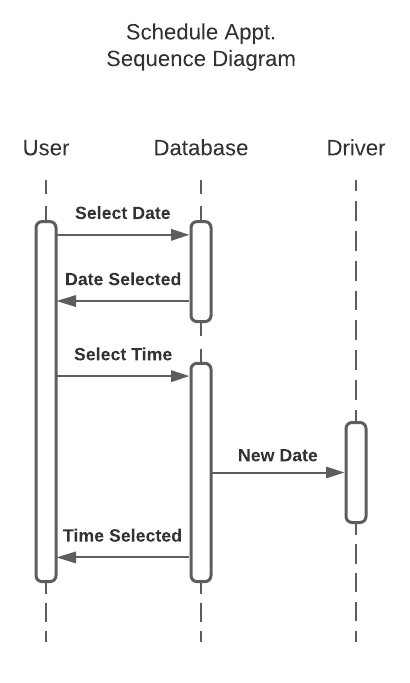 Schedule Appt.
Sequence Diagram
User Database Driver
Select Date
Date Selected
Select Time
New Date
Time Selected